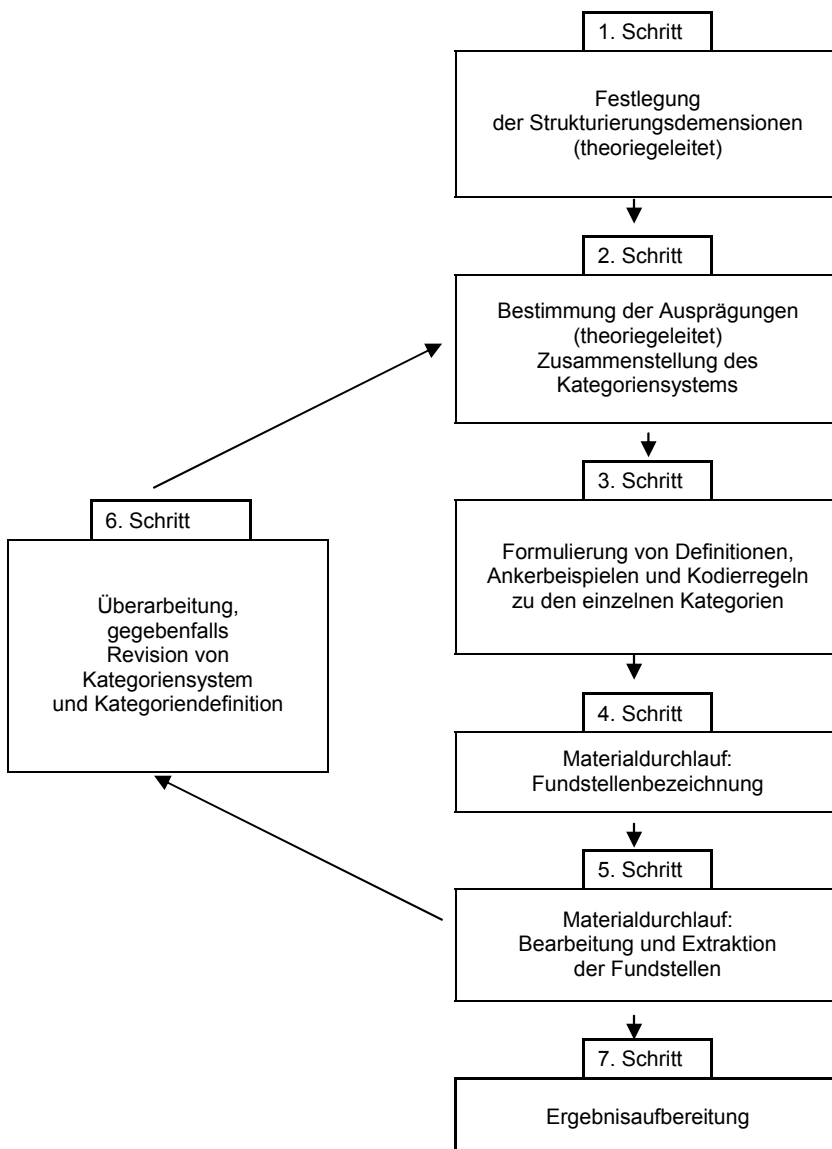 1. Schritt
Festlegung
der Strukturierungsdemensionen
(theoriegeleitet)
2. Schritt
Bestimmung der Ausprägungen
(theoriegeleitet)
Zusammenstellung des
Kategoriensystems
3. Schritt
Formulierung von Definitionen,
Ankerbeispielen und Kodierregeln
zu den einzelnen Kategorien
4. Schritt
Materialdurchlauf:
Fundstellenbezeichnung
5. Schritt
Materialdurchlauf:
Bearbeitung und Extraktion
der Fundstellen
6. Schritt
Überarbeitung,
gegebenfalls
Revision von
Kategoriensystem
und Kategoriendefinition
7. Schritt
Ergebnisaufbereitung